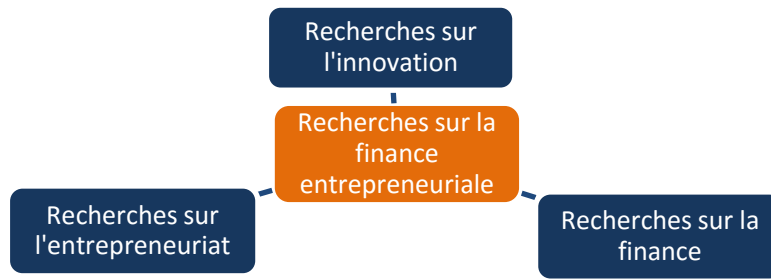 Recherches sur
l'innovation
Recherches sur la
finance
entrepreneuriale
Recherches sur
l'entrepreneuriat
Recherches sur la
finance